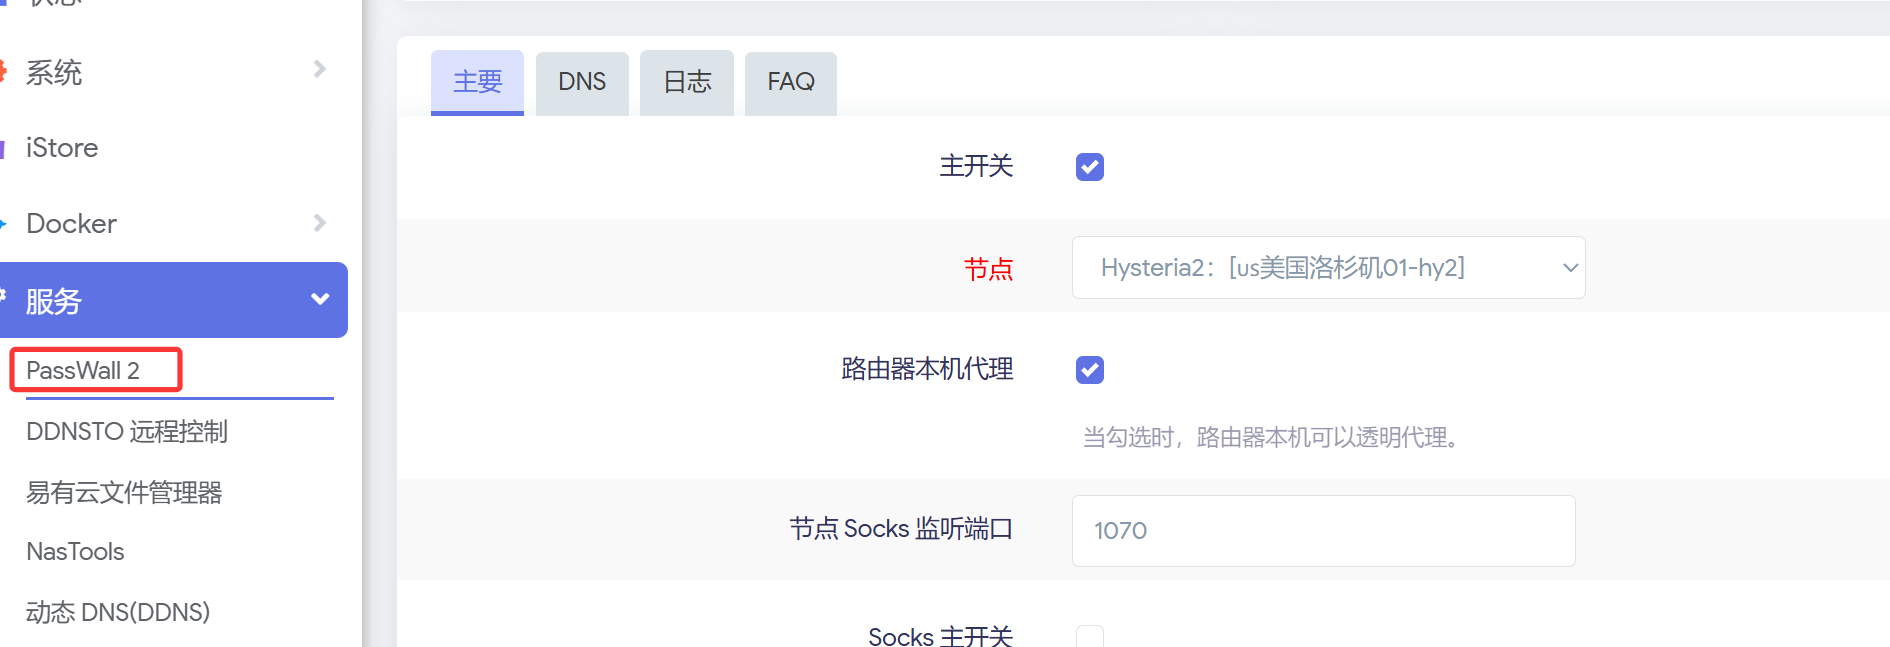 状态
系统
iStore
Docker
服务
PassWall 2
DDNSTO 远程控制
易有云文件管理器
NasTools
动态 DNS(DDNS)
主要
DNS
日志
FAQ
主开关
节点
Hysteria2：[us美国洛杉矶01-hy2]
路由器本机代理
当勾选时，路由器本机可以透明代理。
节点 Socks 监听端口
1070
Socks 主开关